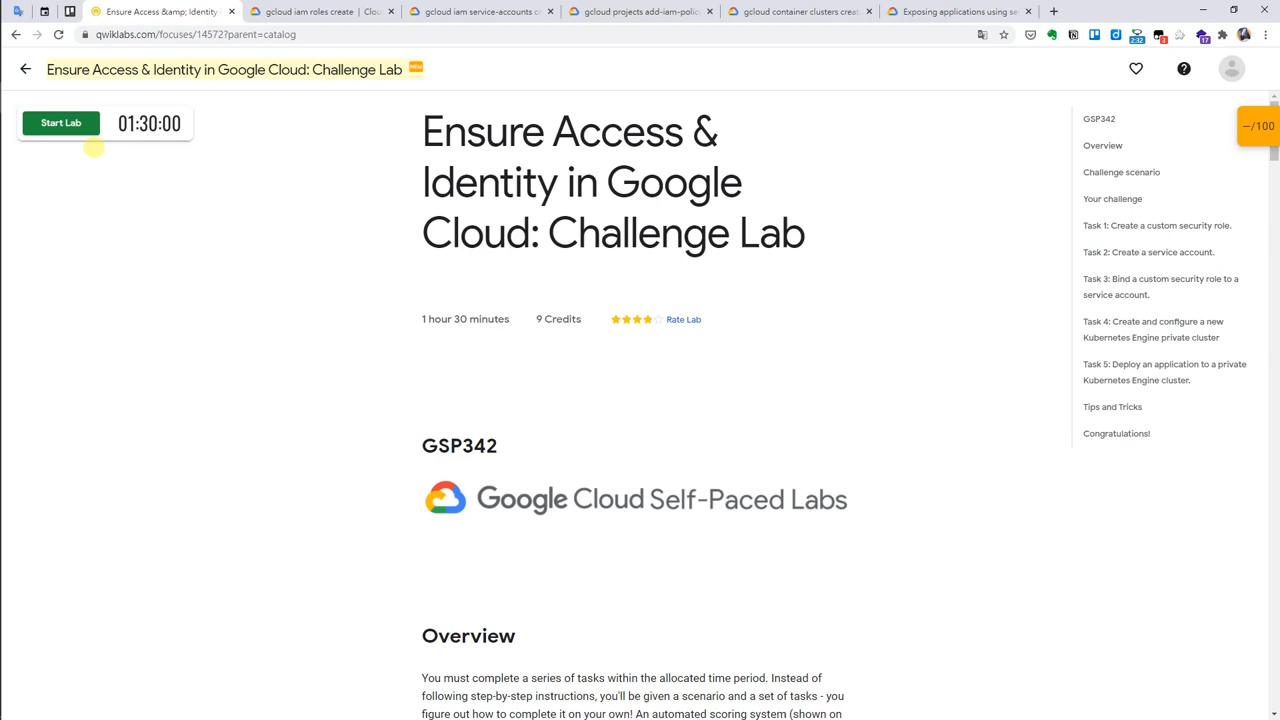 Ensure Access &amp; Identity
gcloud iam roles create | Clou
gcloud iam service-accounts cr
gcloud projects add-iam-policy
gcloud container clusters creat
Exposing applications using se
qwiklabs.com/focuses/14572?parent=catalog
2:32
3
17
Ensure Access & Identity in Google Cloud: Challenge Lab
Start Lab
01:30:00
Ensure Access &
Identity in Google
Cloud: Challenge Lab
1 hour 30 minutes
9 Credits
Rate Lab
GSP342
Google Cloud Self-Paced Labs
Overview
You must complete a series of tasks within the allocated time period. Instead of
following step-by-step instructions, you'll be given a scenario and a set of tasks - you
figure out how to complete it on your own! An automated scoring system (shown on
GSP342
Overview
Challenge scenario
Your challenge
Task 1: Create a custom security role.
Task 2: Create a service account.
Task 3: Bind a custom security role to a
service account.
Task 4: Create and configure a new
Kubernetes Engine private cluster
Task 5: Deploy an application to a private
Kubernetes Engine cluster.
Tips and Tricks
Congratulations!
—/100